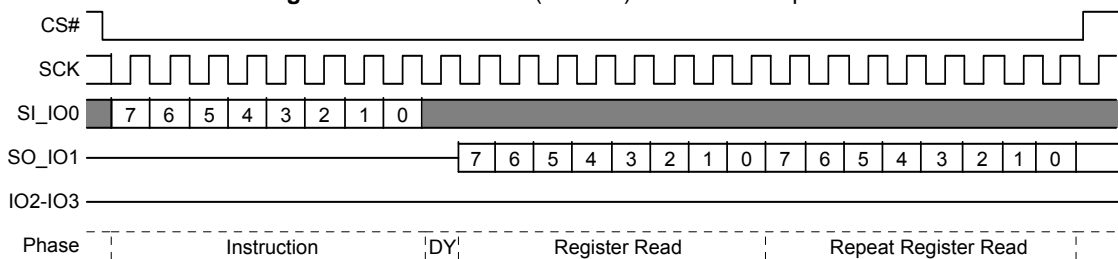 CS#
SCK
SI_IO0 7 6 5 4 3 2 1 0
SO_IO1 7 6 5 4 3 2 1 0 7 6 5 4 3 2 1 0
IO2-IO3
Phase Instruction DY Register Read Repeat Register Read